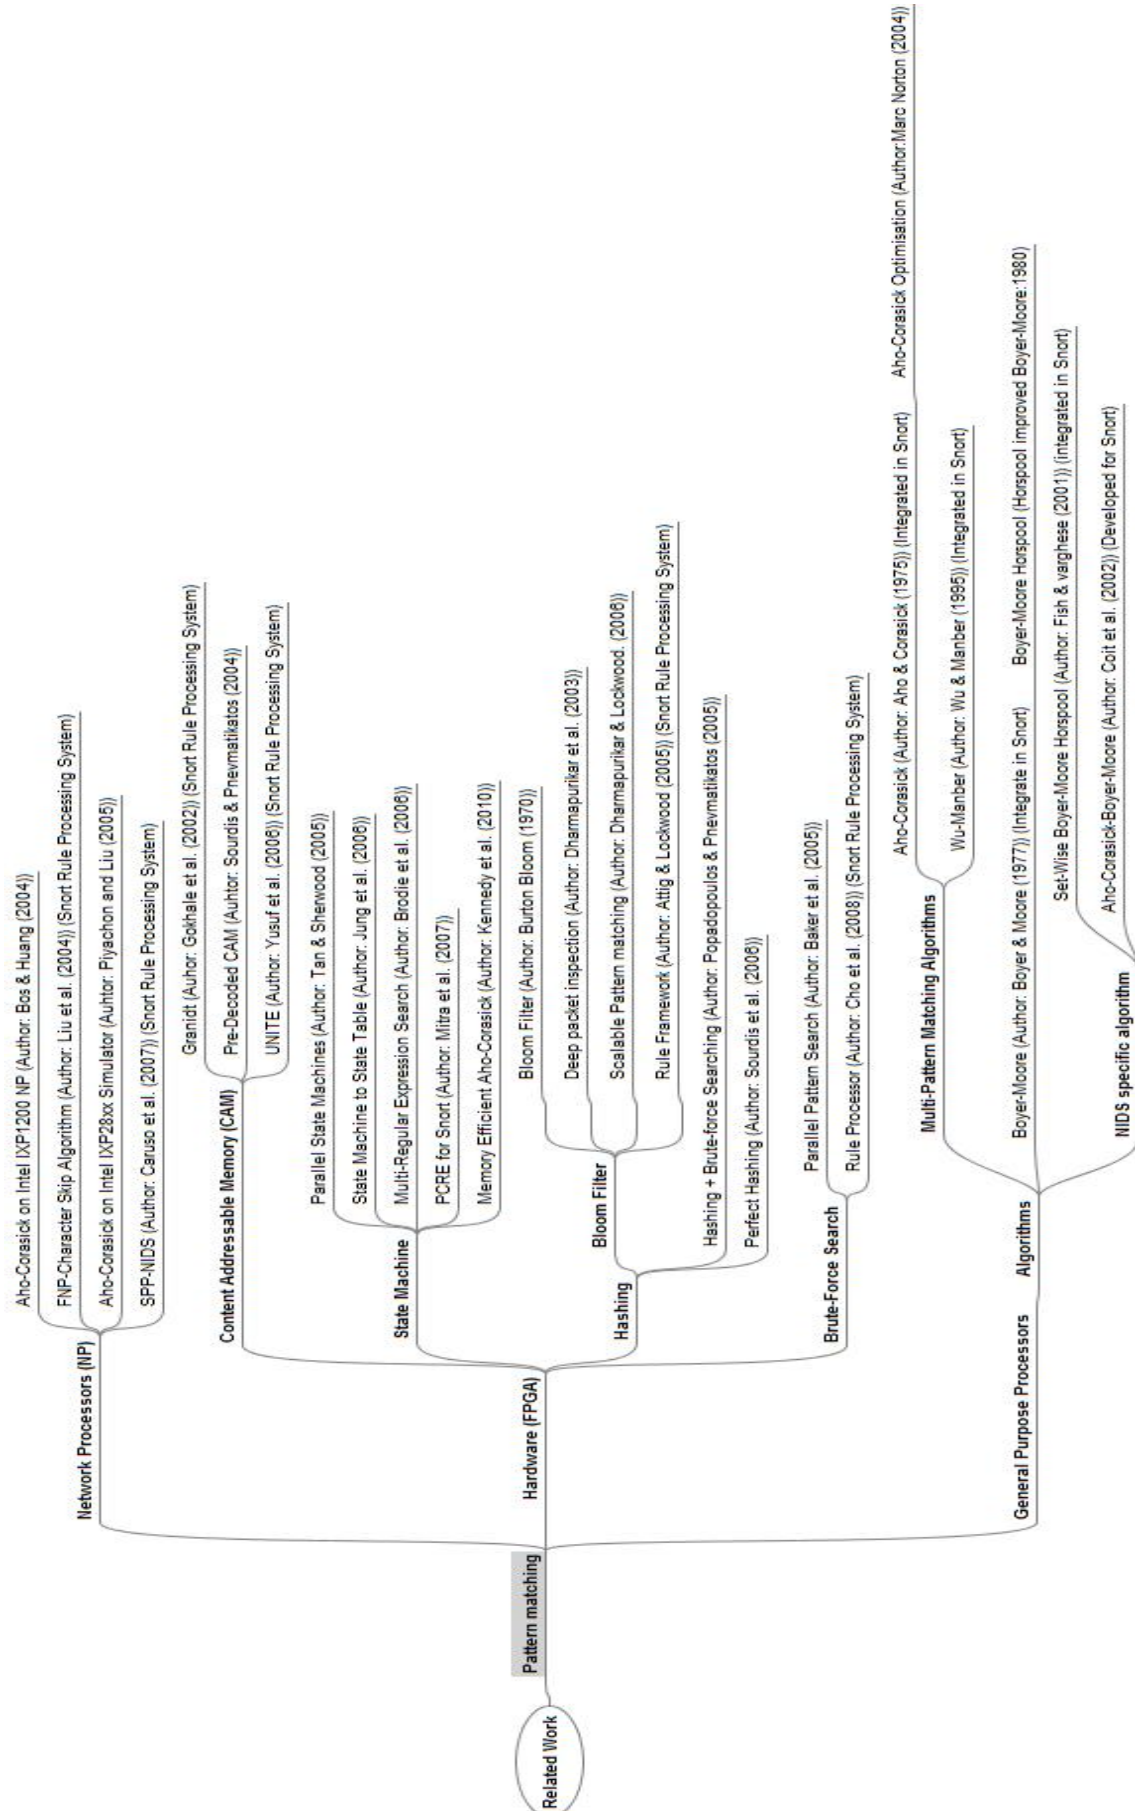 Related Work
Pattern matching
Network Processors (NP)
Aho-Corasick on Intel IXP1200 NP (Author: Bos & Huang (2004))
FNP-Character Skip Algorithm (Author: Liu et al. (2004)) (Snort Rule Processing System)
Aho-Corasick on Intel IXP28xx Simulator (Auhtor: Piyachon and Liu (2005))
SPP-NIDS (Author: Caruso et al. (2007)) (Snort Rule Processing System)
Hardware (FPGA)
Content Addressable Memory (CAM)
Granidt (Auhor: Gokhale et al. (2002)) (Snort Rule Processing System)
Pre-Decoded CAM (Auhtor: Sourdis & Pnevmatikatos (2004))
UNITE (Author: Yusuf et al. (2006)) (Snort Rule Processing System)
State Machine
Parallel State Machines (Author: Tan & Sherwood (2005))
State Machine to State Table (Author: Jung et al. (2006))
Multi-Regular Expression Search (Author: Brodie et al. (2006))
PCRE for Snort (Author: Mitra et al. (2007))
Memory Efficient Aho-Corasick (Author: Kennedy et al. (2010))
Hashing
Bloom Filter
Bloom Filter (Author: Burton Bloom (1970))
Deep packet inspection (Author: Dharmapurikar et al. (2003))
Scalable Pattern matching (Author: Dharmapurikar & Lockwood. (2006))
Rule Framework (Author: Attig & Lockwood (2005)) (Snort Rule Processing System)
Hashing + Brute-force Searching (Author: Popadopoulos & Pnevmatikatos (2005))
Perfect Hashing (Author: Sourdis et al. (2006))
Brute-Force Search
Parallel Pattern Search (Author: Baker et al. (2005))
Rule Processor (Author: Cho et al. (2008)) (Snort Rule Processing System)
General Purpose Processors
Algorithms
Multi-Pattern Matching Algorithms
Aho-Corasick (Author: Aho & Corasick (1975)) (Integrated in Snort)
Aho-Corasick Optimisation (Author:Marc Norton (2004))
Wu-Manber (Author: Wu & Manber (1995)) (Integrated in Snort)
Boyer-Moore (Author: Boyer & Moore (1977)) (Integrate in Snort)
Boyer-Moore Horspool (Horspool improved Boyer-Moore:1980)
NIDS specific algorithm
Set-Wise Boyer-Moore Horspool (Author: Fish & varghese (2001)) (integrated in Snort)
Aho-Corasick-Boyer-Moore (Author: Coit et al. (2002)) (Developed for Snort)